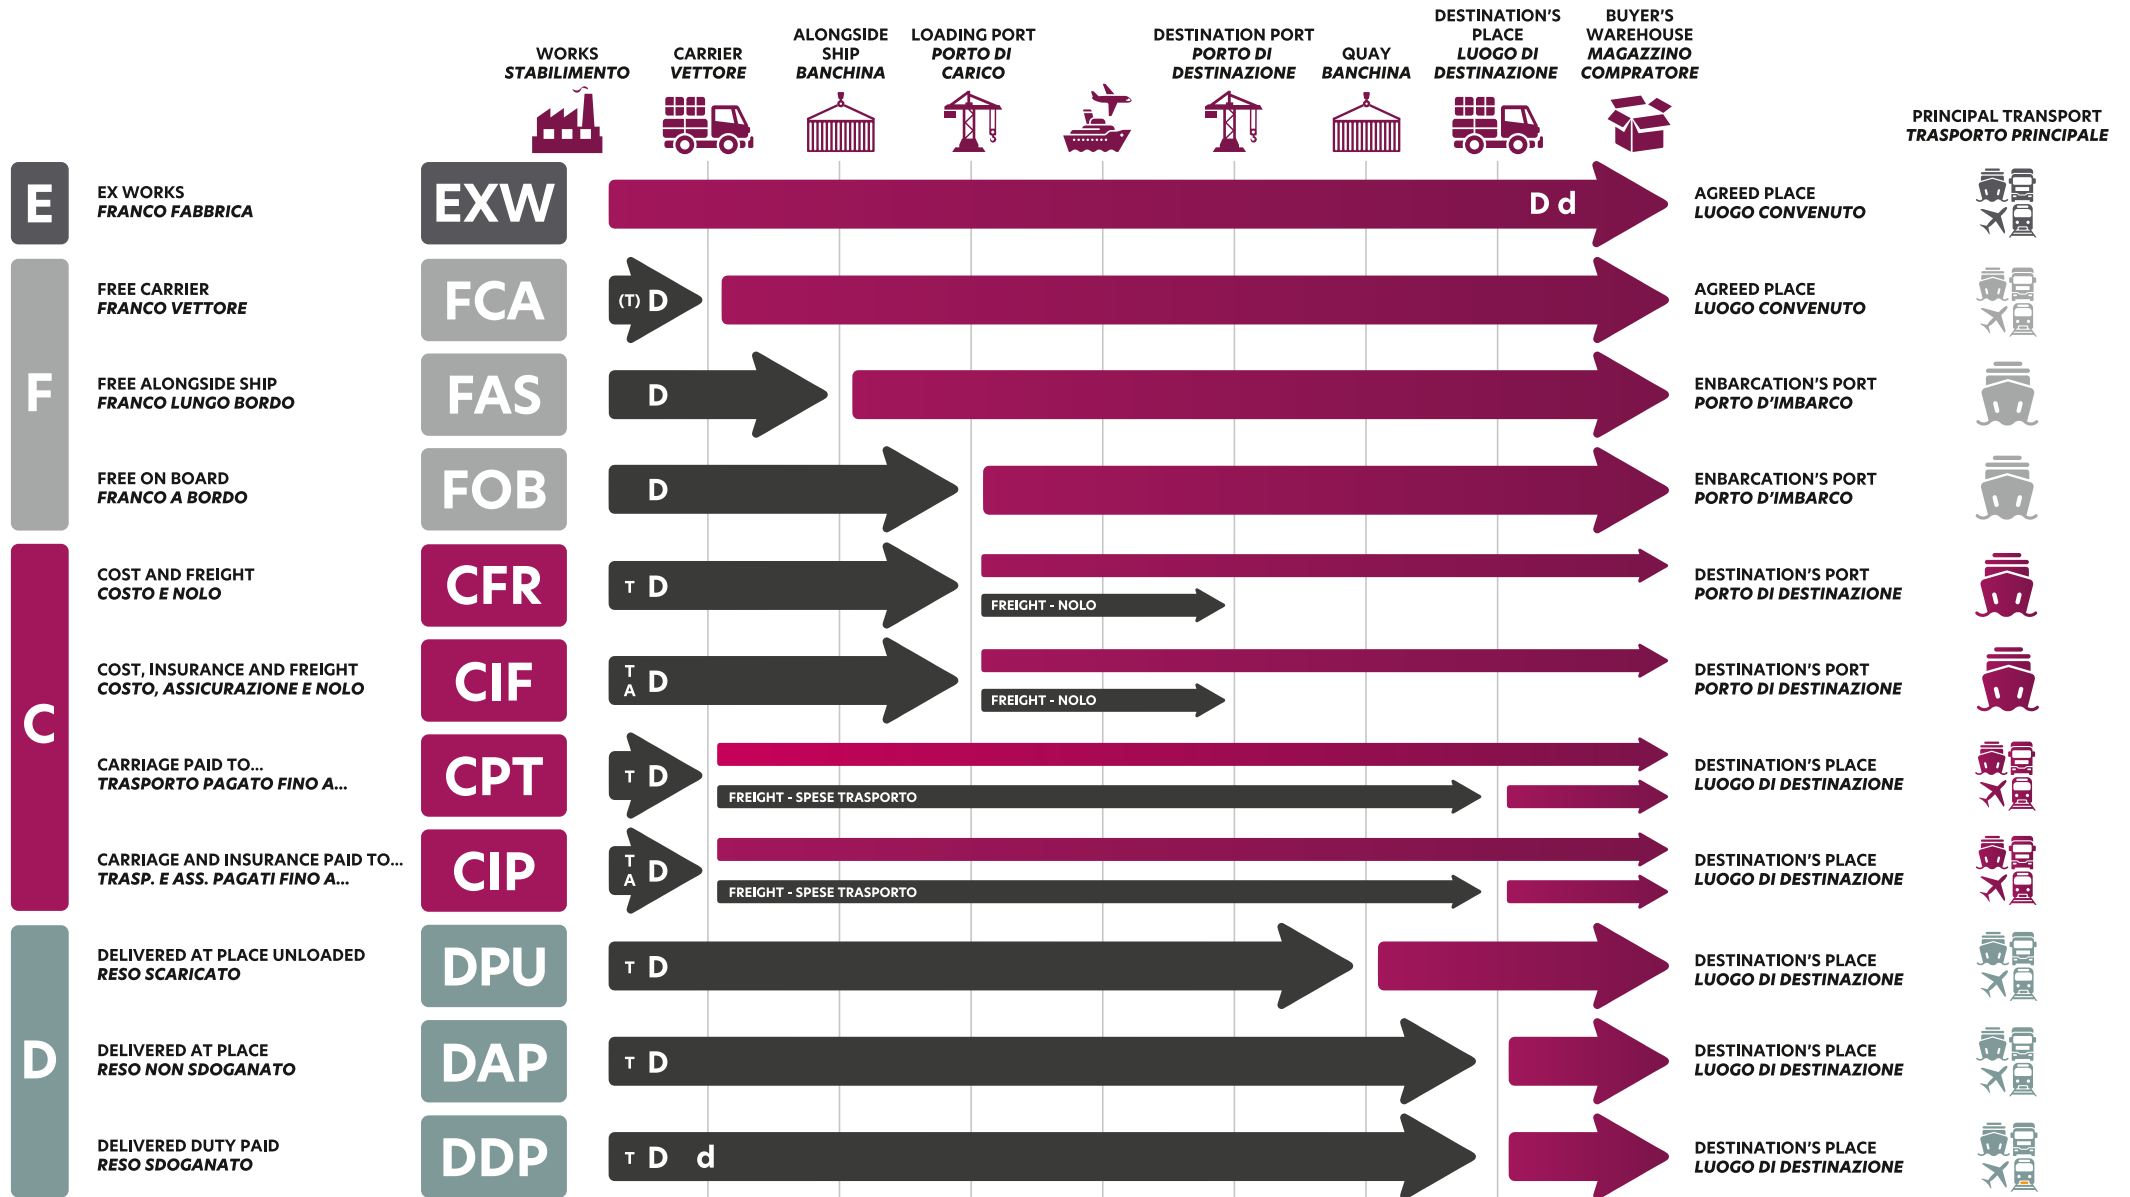 WORKS
STABILIMENTO
CARRIER
VETTORE
ALONGSIDE
SHIP
BANCHINA
LOADING PORT
PORTO DI
CARICO
DESTINATION PORT
PORTO DI
DESTINAZIONE
QUAY
BANCHINA
DESTINATION'S
PLACE
LUOGO DI
DESTINAZIONE
BUYER'S
WAREHOUSE
MAGAZZINO
COMPRATORE
PRINCIPAL TRANSPORT
TRASPORTO PRINCIPALE
E
EX WORKS
FRANCO FABBRICA
EXW
D d
AGREED PLACE
LUOGO CONVENUTO
F
FREE CARRIER
FRANCO VETTORE
FCA
(T) D
AGREED PLACE
LUOGO CONVENUTO
FREE ALONGSIDE SHIP
FRANCO LUNGO BORDO
FAS
D
ENBARCATION'S PORT
PORTO D'IMBARCO
FREE ON BOARD
FRANCO A BORDO
FOB
D
ENBARCATION'S PORT
PORTO D'IMBARCO
C
COST AND FREIGHT
COSTO E NOLO
CFR
T D
FREIGHT - NOLO
DESTINATION'S PORT
PORTO DI DESTINAZIONE
COST, INSURANCE AND FREIGHT
COSTO, ASSICURAZIONE E NOLO
CIF
T
A D
FREIGHT - NOLO
DESTINATION'S PORT
PORTO DI DESTINAZIONE
CARRIAGE PAID TO...
TRASPORTO PAGATO FINO A...
CPT
T D
FREIGHT - SPESE TRASPORTO
DESTINATION'S PLACE
LUOGO DI DESTINAZIONE
CARRIAGE AND INSURANCE PAID TO...
TRASP. E ASS. PAGATI FINO A...
CIP
T
A D
FREIGHT - SPESE TRASPORTO
DESTINATION'S PLACE
LUOGO DI DESTINAZIONE
D
DELIVERED AT PLACE UNLOADED
RESO SCARICATO
DPU
T D
DESTINATION'S PLACE
LUOGO DI DESTINAZIONE
DELIVERED AT PLACE
RESO NON SDOGANATO
DAP
T D
DESTINATION'S PLACE
LUOGO DI DESTINAZIONE
DELIVERED DUTY PAID
RESO SDOGANATO
DDP
T D d
DESTINATION'S PLACE
LUOGO DI DESTINAZIONE